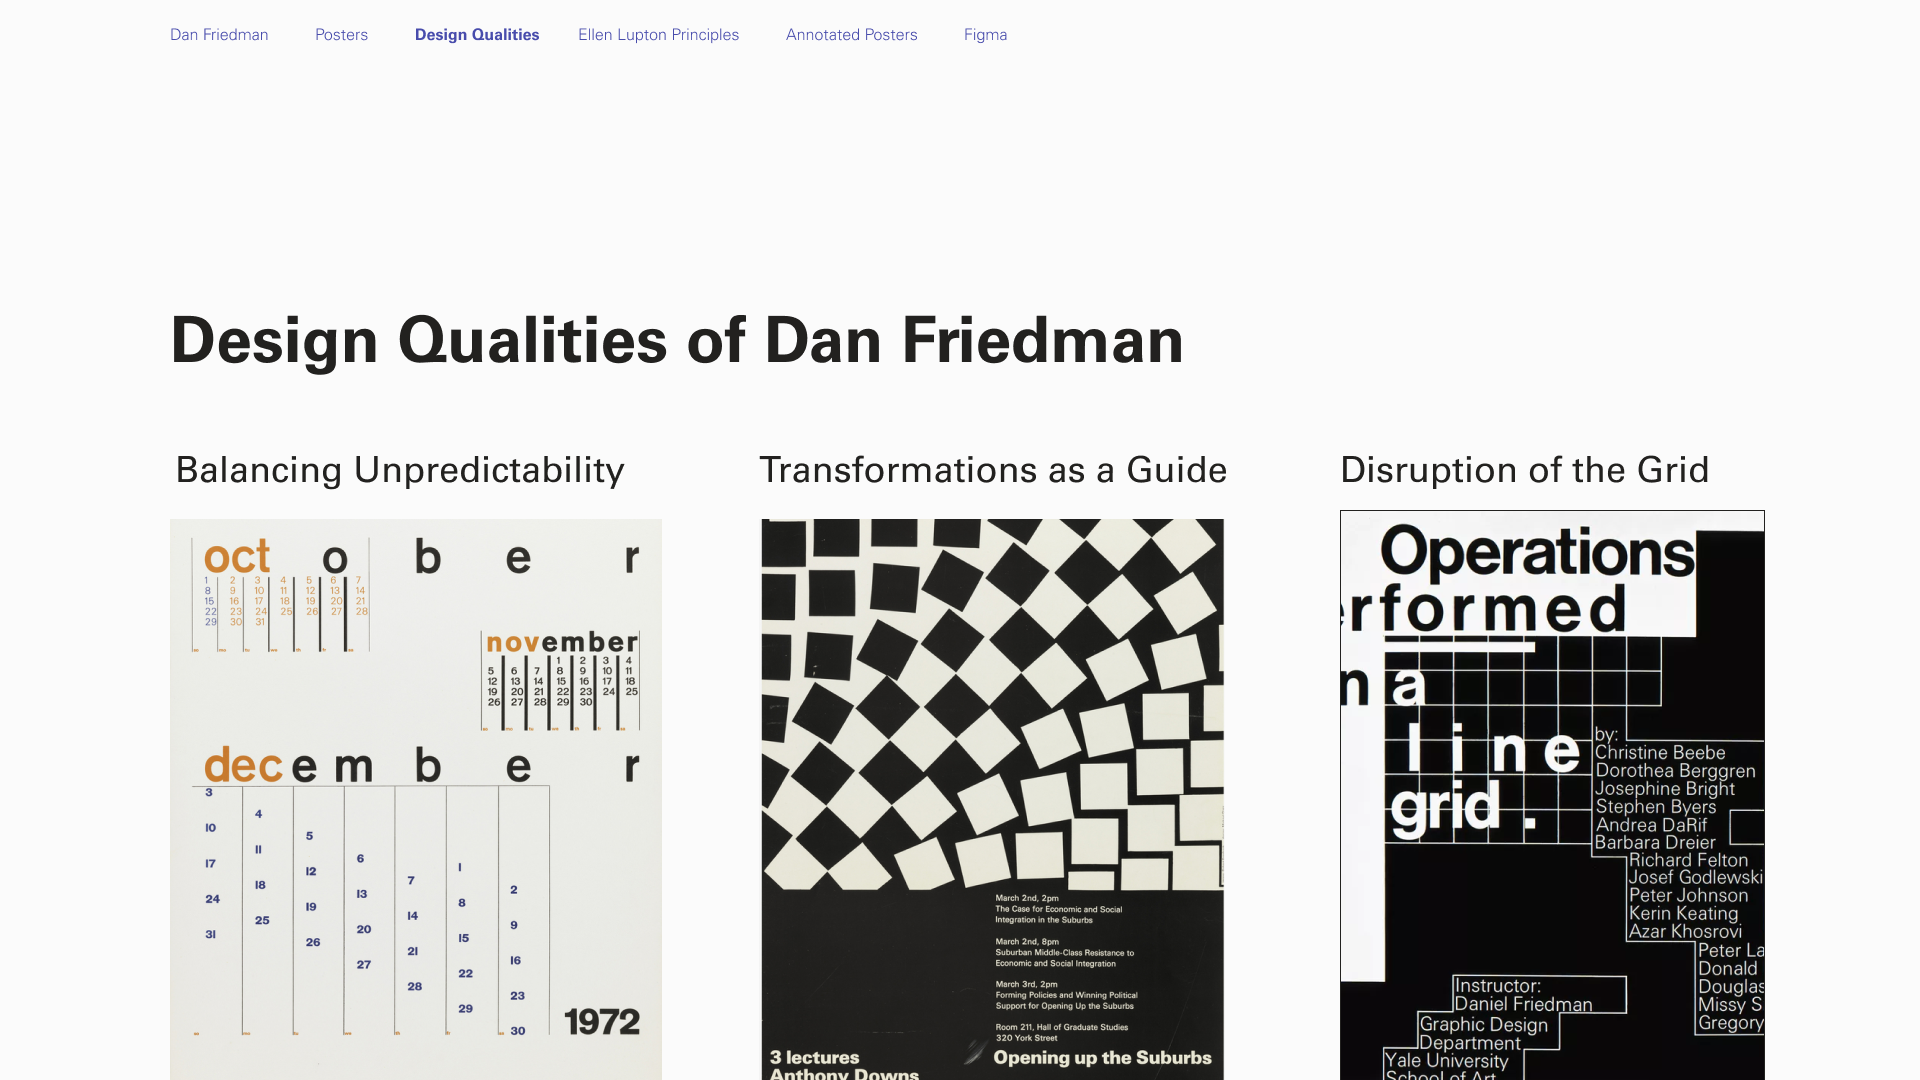 Dan Friedman Posters Design Qualities Ellen Lupton Principles Annotated Posters Figma
Design Qualities of Dan Friedman
Balancing Unpredictability
october
1 2 3 4 5 6 7
8 9 10 11 12 13 14
15 16 17 18 19 20 21
22 23 24 25 26 27 28
29 30 31
november
1 2 3 4
5 6 7 8 9 10 11
12 13 14 15 16 17 18
19 20 21 22 23 24 25
26 27 28 29 30
december
3
4
5
6
7
1
2
10
11
12
13
14
8
9
17
18
19
20
21
15
16
24
25
26
27
28
22
23
31
29
30
1972
Transformations as a Guide
March 2nd, 2pm
The Case for Economic and Social
Integration in the Suburbs
March 2nd, 8pm
Suburban Middle-Class Resistance to
Economic and Social Integration
March 3rd, 2pm
Forming Policies and Winning Political
Support for Opening Up the Suburbs
Room 211, Hall of Graduate Studies
320 York Street
3 lectures
Anthony Downs
Opening up the Suburbs
Disruption of the Grid
Operations
erformed
n a
line
grid.
by:
Christine Beebe
Dorothea Berggren
Josephine Bright
Stephen Byers
Andrea DaRif
Barbara Dreier
Richard Felton
Josef Godlewski
Peter Johnson
Kerin Keating
Azar Khosrovi
Peter La
Donald
Douglas
Missy S
Gregory
Instructor:
Daniel Friedman
Graphic Design
Department
Yale University
School of Art